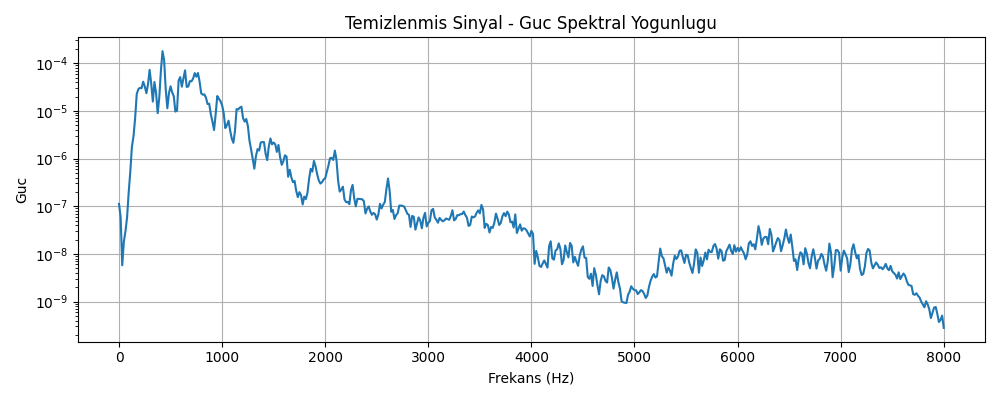 Temizlenmis Sinyal - Guc Spektral Yogunlugu
Guc
10⁻⁴
10⁻⁵
10⁻⁶
10⁻⁷
10⁻⁸
10⁻⁹
0 1000 2000 3000 4000 5000 6000 7000 8000
Frekans (Hz)